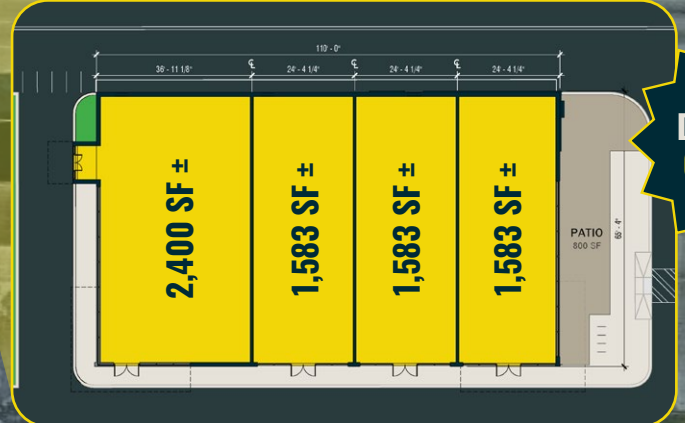 110' - 0"
36' - 11 1/8"
24' - 4 1/4"
24' - 4 1/4"
24' - 4 1/4"
2,400 SF ±
1,583 SF ±
1,583 SF ±
1,583 SF ±
PATIO
800 SF
65' - 4"